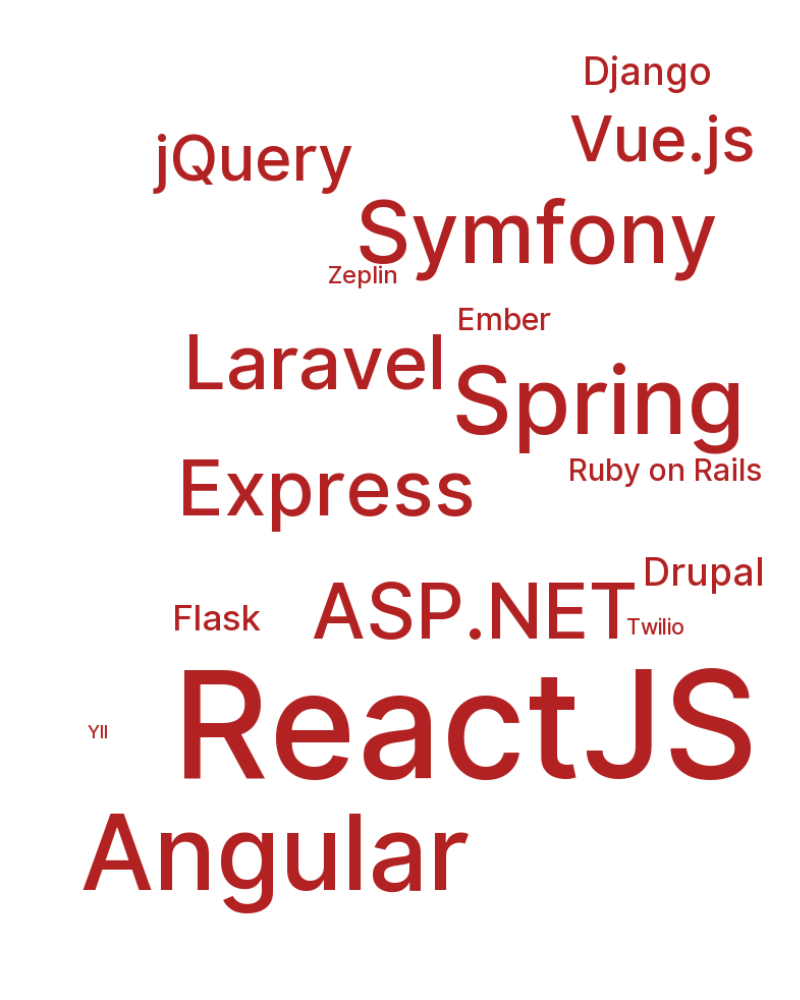 Django
Vue.js
jQuery
Symfony
Zeplin
Ember
Laravel
Spring
Ruby on Rails
Express
Drupal
ASP.NET
Flask
Twilio
ReactJS
YII
Angular